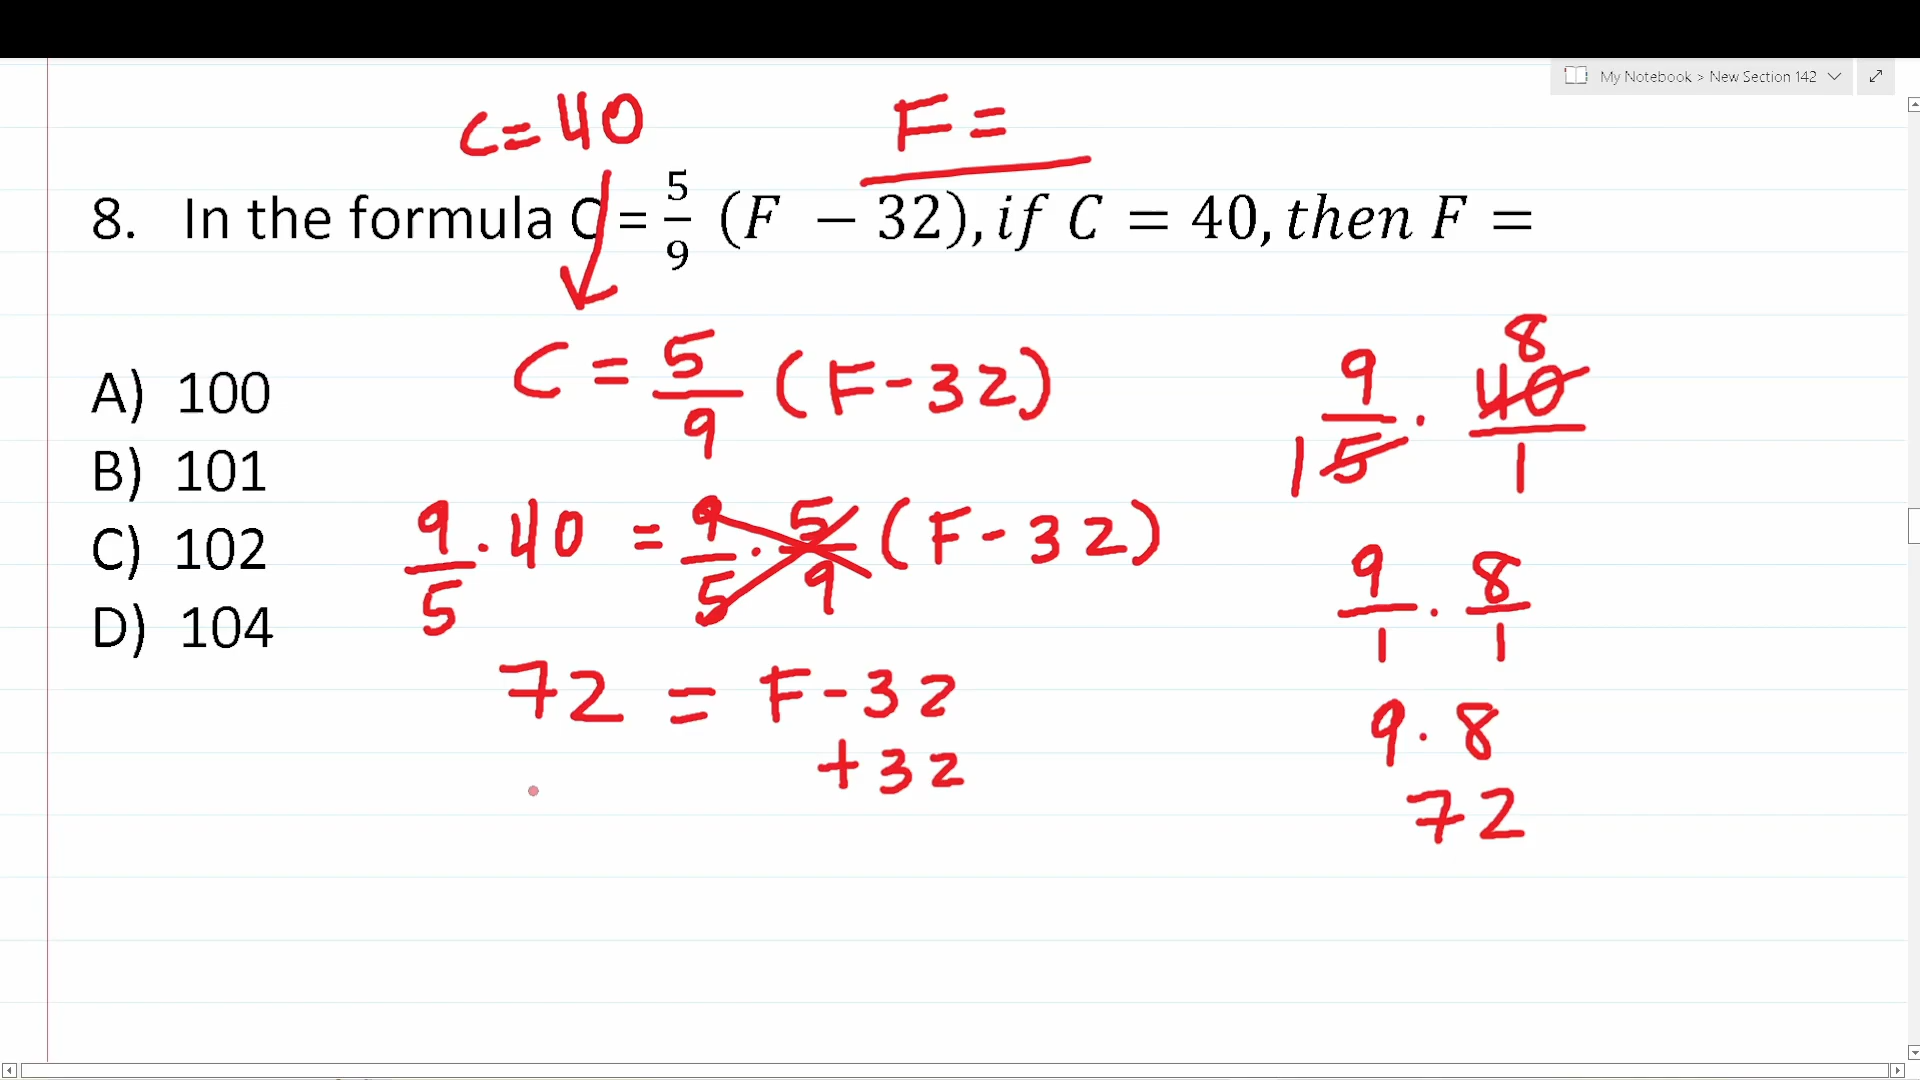 My Notebook > New Section 142
C = 40
F =
8. In the formula C = 5/9 (F − 32), if C = 40, then F =
A) 100
B) 101
C) 102
D) 104
C = 5/9 (F - 32)
9/5 · 40 = 9/5 · 5/9 (F - 32)
72 = F - 32
+ 32
8
9/5 · 40/1
1
9/1 · 8/1
9 · 8
72